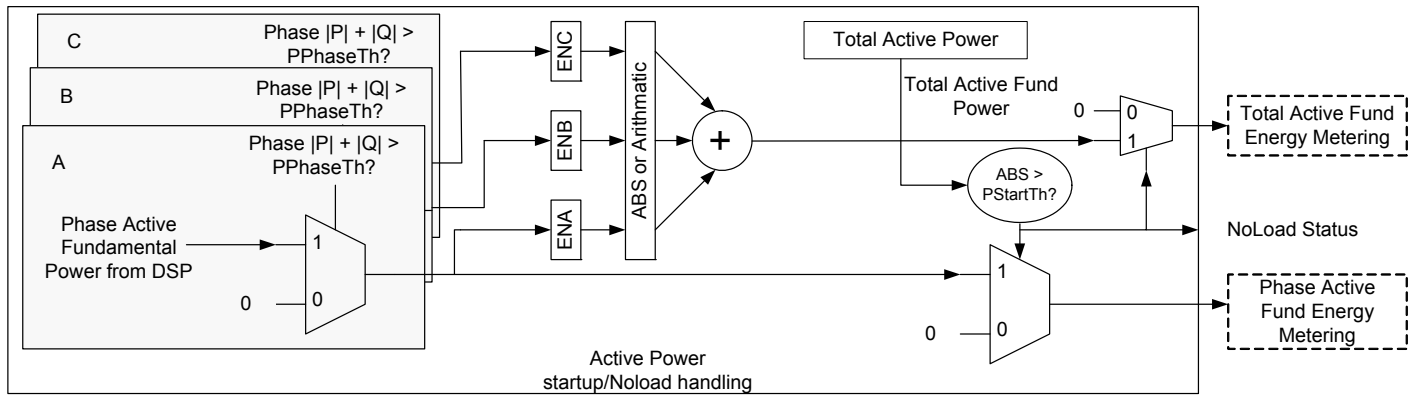 C
Phase |P| + |Q| >
PPhaseTh?
B
Phase |P| + |Q| >
PPhaseTh?
A
Phase |P| + |Q| >
PPhaseTh?
Phase Active
Fundamental
Power from DSP
1
0
0
ENC
ENB
ENA
ABS or Arithmatic
+
Total Active Power
Total Active Fund
Power
ABS >
PStartTh?
0
0
1
1
0
0
Total Active Fund
Energy Metering
NoLoad Status
Phase Active
Fund Energy
Metering
Active Power
startup/Noload handling